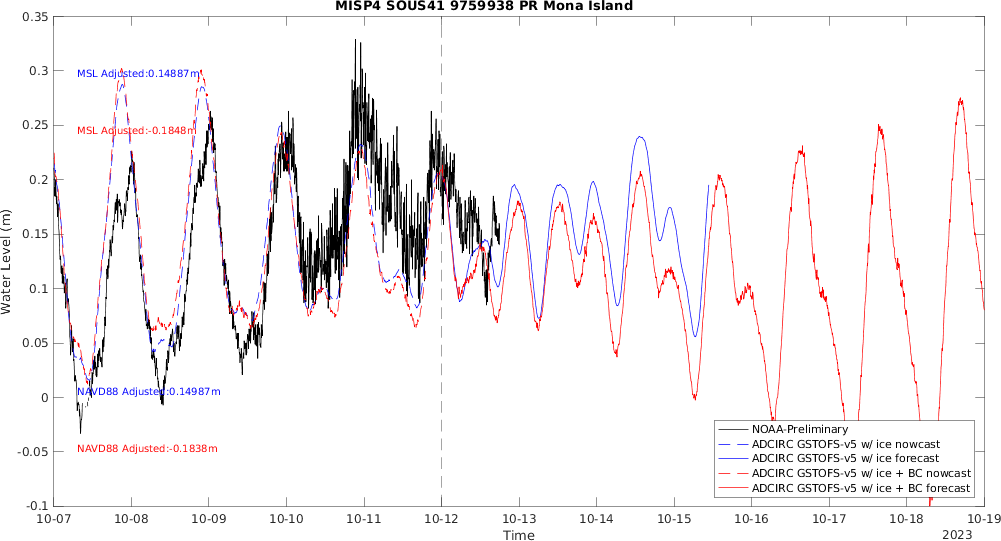 MISP4 SOUS41 9759938 PR Mona Island
0.35
0.3
0.25
0.2
0.15
0.1
0.05
0
-0.05
-0.1
Water Level (m)
MSL Adjusted:0.14887m
MSL Adjusted:-0.1848m
NAVD88 Adjusted:0.14987m
NAVD88 Adjusted:-0.1838m
NOAA-Preliminary
ADCIRC GSTOFS-v5 w/ ice nowcast
ADCIRC GSTOFS-v5 w/ ice forecast
ADCIRC GSTOFS-v5 w/ ice + BC nowcast
ADCIRC GSTOFS-v5 w/ ice + BC forecast
10-07 10-08 10-09 10-10 10-11 10-12 10-13 10-14 10-15 10-16 10-17 10-18 10-19
Time
2023